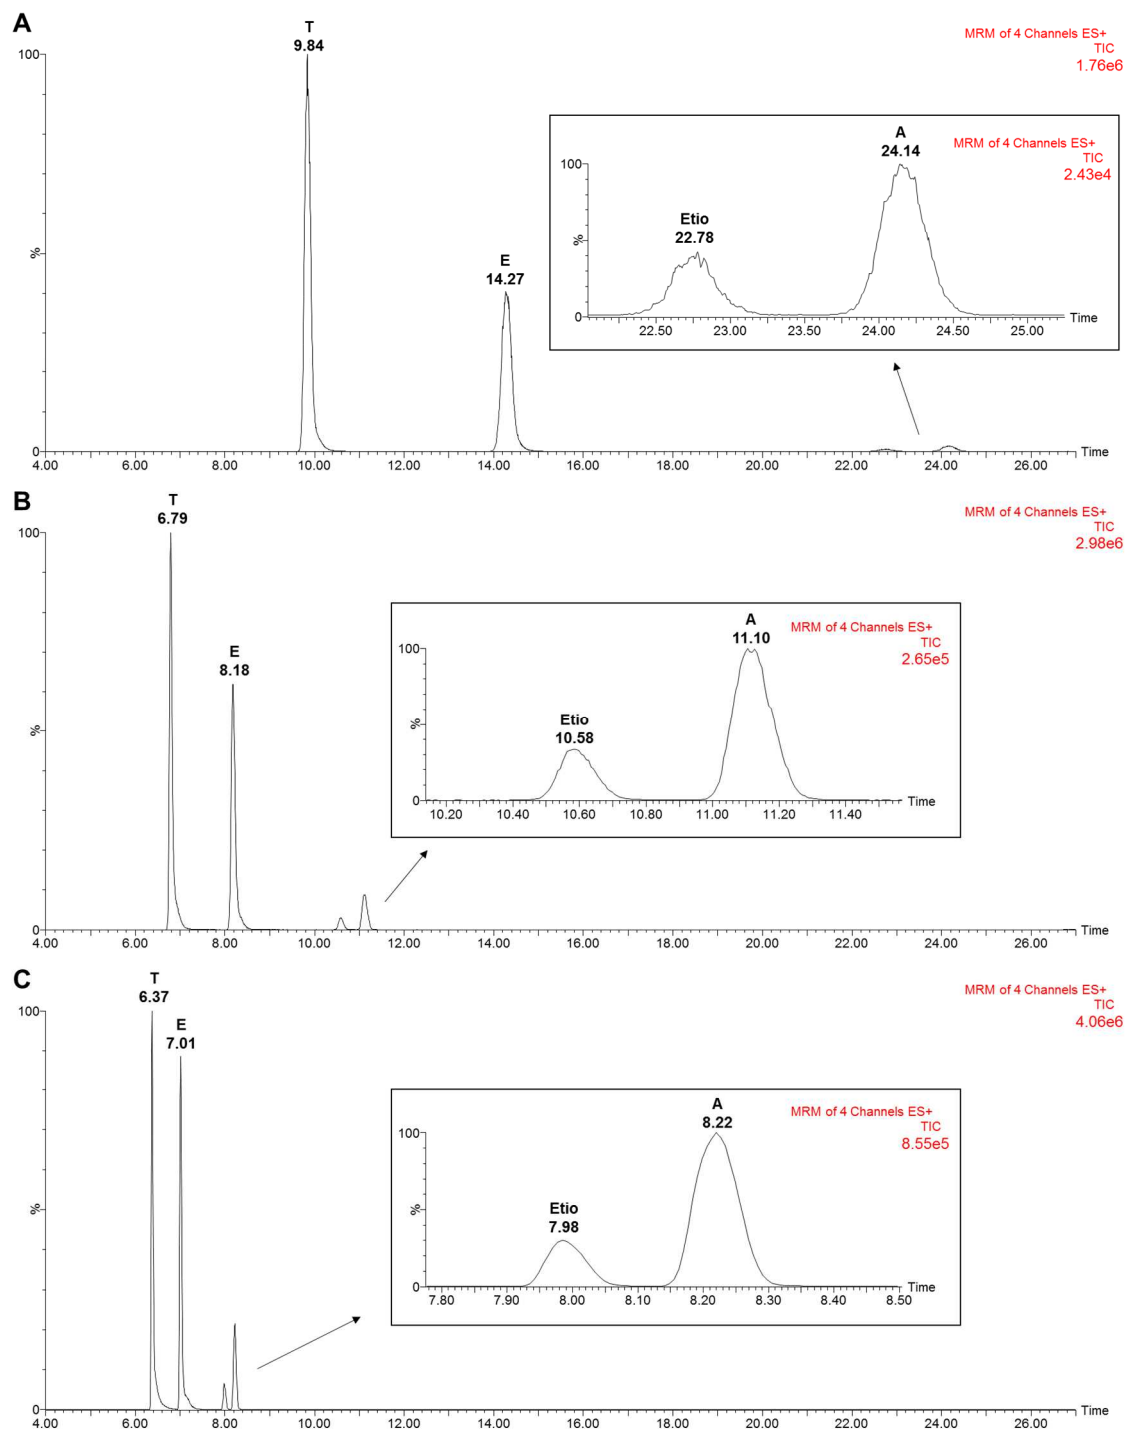 A
T
9.84
MRM of 4 Channels ES+
TIC
1.76e6
100
%
0
E
14.27
A
24.14
MRM of 4 Channels ES+
TIC
2.43e4
100
Etio
22.78
%
0
Time
22.50 23.00 23.50 24.00 24.50 25.00
Time
4.00 6.00 8.00 10.00 12.00 14.00 16.00 18.00 20.00 22.00 24.00 26.00
B
T
6.79
MRM of 4 Channels ES+
TIC
2.98e6
100
%
0
E
8.18
A
11.10
MRM of 4 Channels ES+
TIC
2.65e5
100
Etio
10.58
%
0
Time
10.20 10.40 10.60 10.80 11.00 11.20 11.40
Time
4.00 6.00 8.00 10.00 12.00 14.00 16.00 18.00 20.00 22.00 24.00 26.00
C
T
6.37
MRM of 4 Channels ES+
TIC
4.06e6
100
%
0
E
7.01
A
8.22
MRM of 4 Channels ES+
TIC
8.55e5
100
Etio
7.98
%
0
Time
7.80 7.90 8.00 8.10 8.20 8.30 8.40 8.50
Time
4.00 6.00 8.00 10.00 12.00 14.00 16.00 18.00 20.00 22.00 24.00 26.00